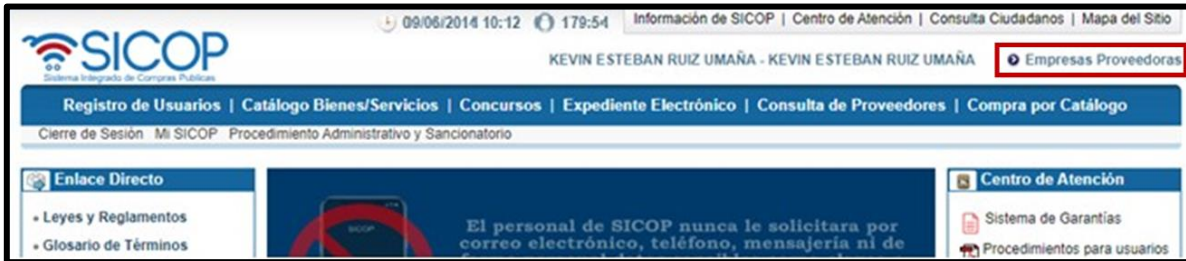 09/06/2014 10:12 179:54 Información de SICOP | Centro de Atención | Consulta Ciudadanos | Mapa del Sitio
SICOP
Sistema Integrado de Compras Públicas
KEVIN ESTEBAN RUIZ UMAÑA - KEVIN ESTEBAN RUIZ UMAÑA Empresas Proveedoras
Registro de Usuarios | Catálogo Bienes/Servicios | Concursos | Expediente Electrónico | Consulta de Proveedores | Compra por Catálogo
Cierre de Sesión Mi SICOP Procedimiento Administrativo y Sancionatorio
Enlace Directo
Leyes y Reglamentos
Glosario de Términos
SICOP
El personal de SICOP nunca le solicitara por
correo electrónico, teléfono, mensajería ni de
Centro de Atención
Sistema de Garantías
Procedimientos para usuarios